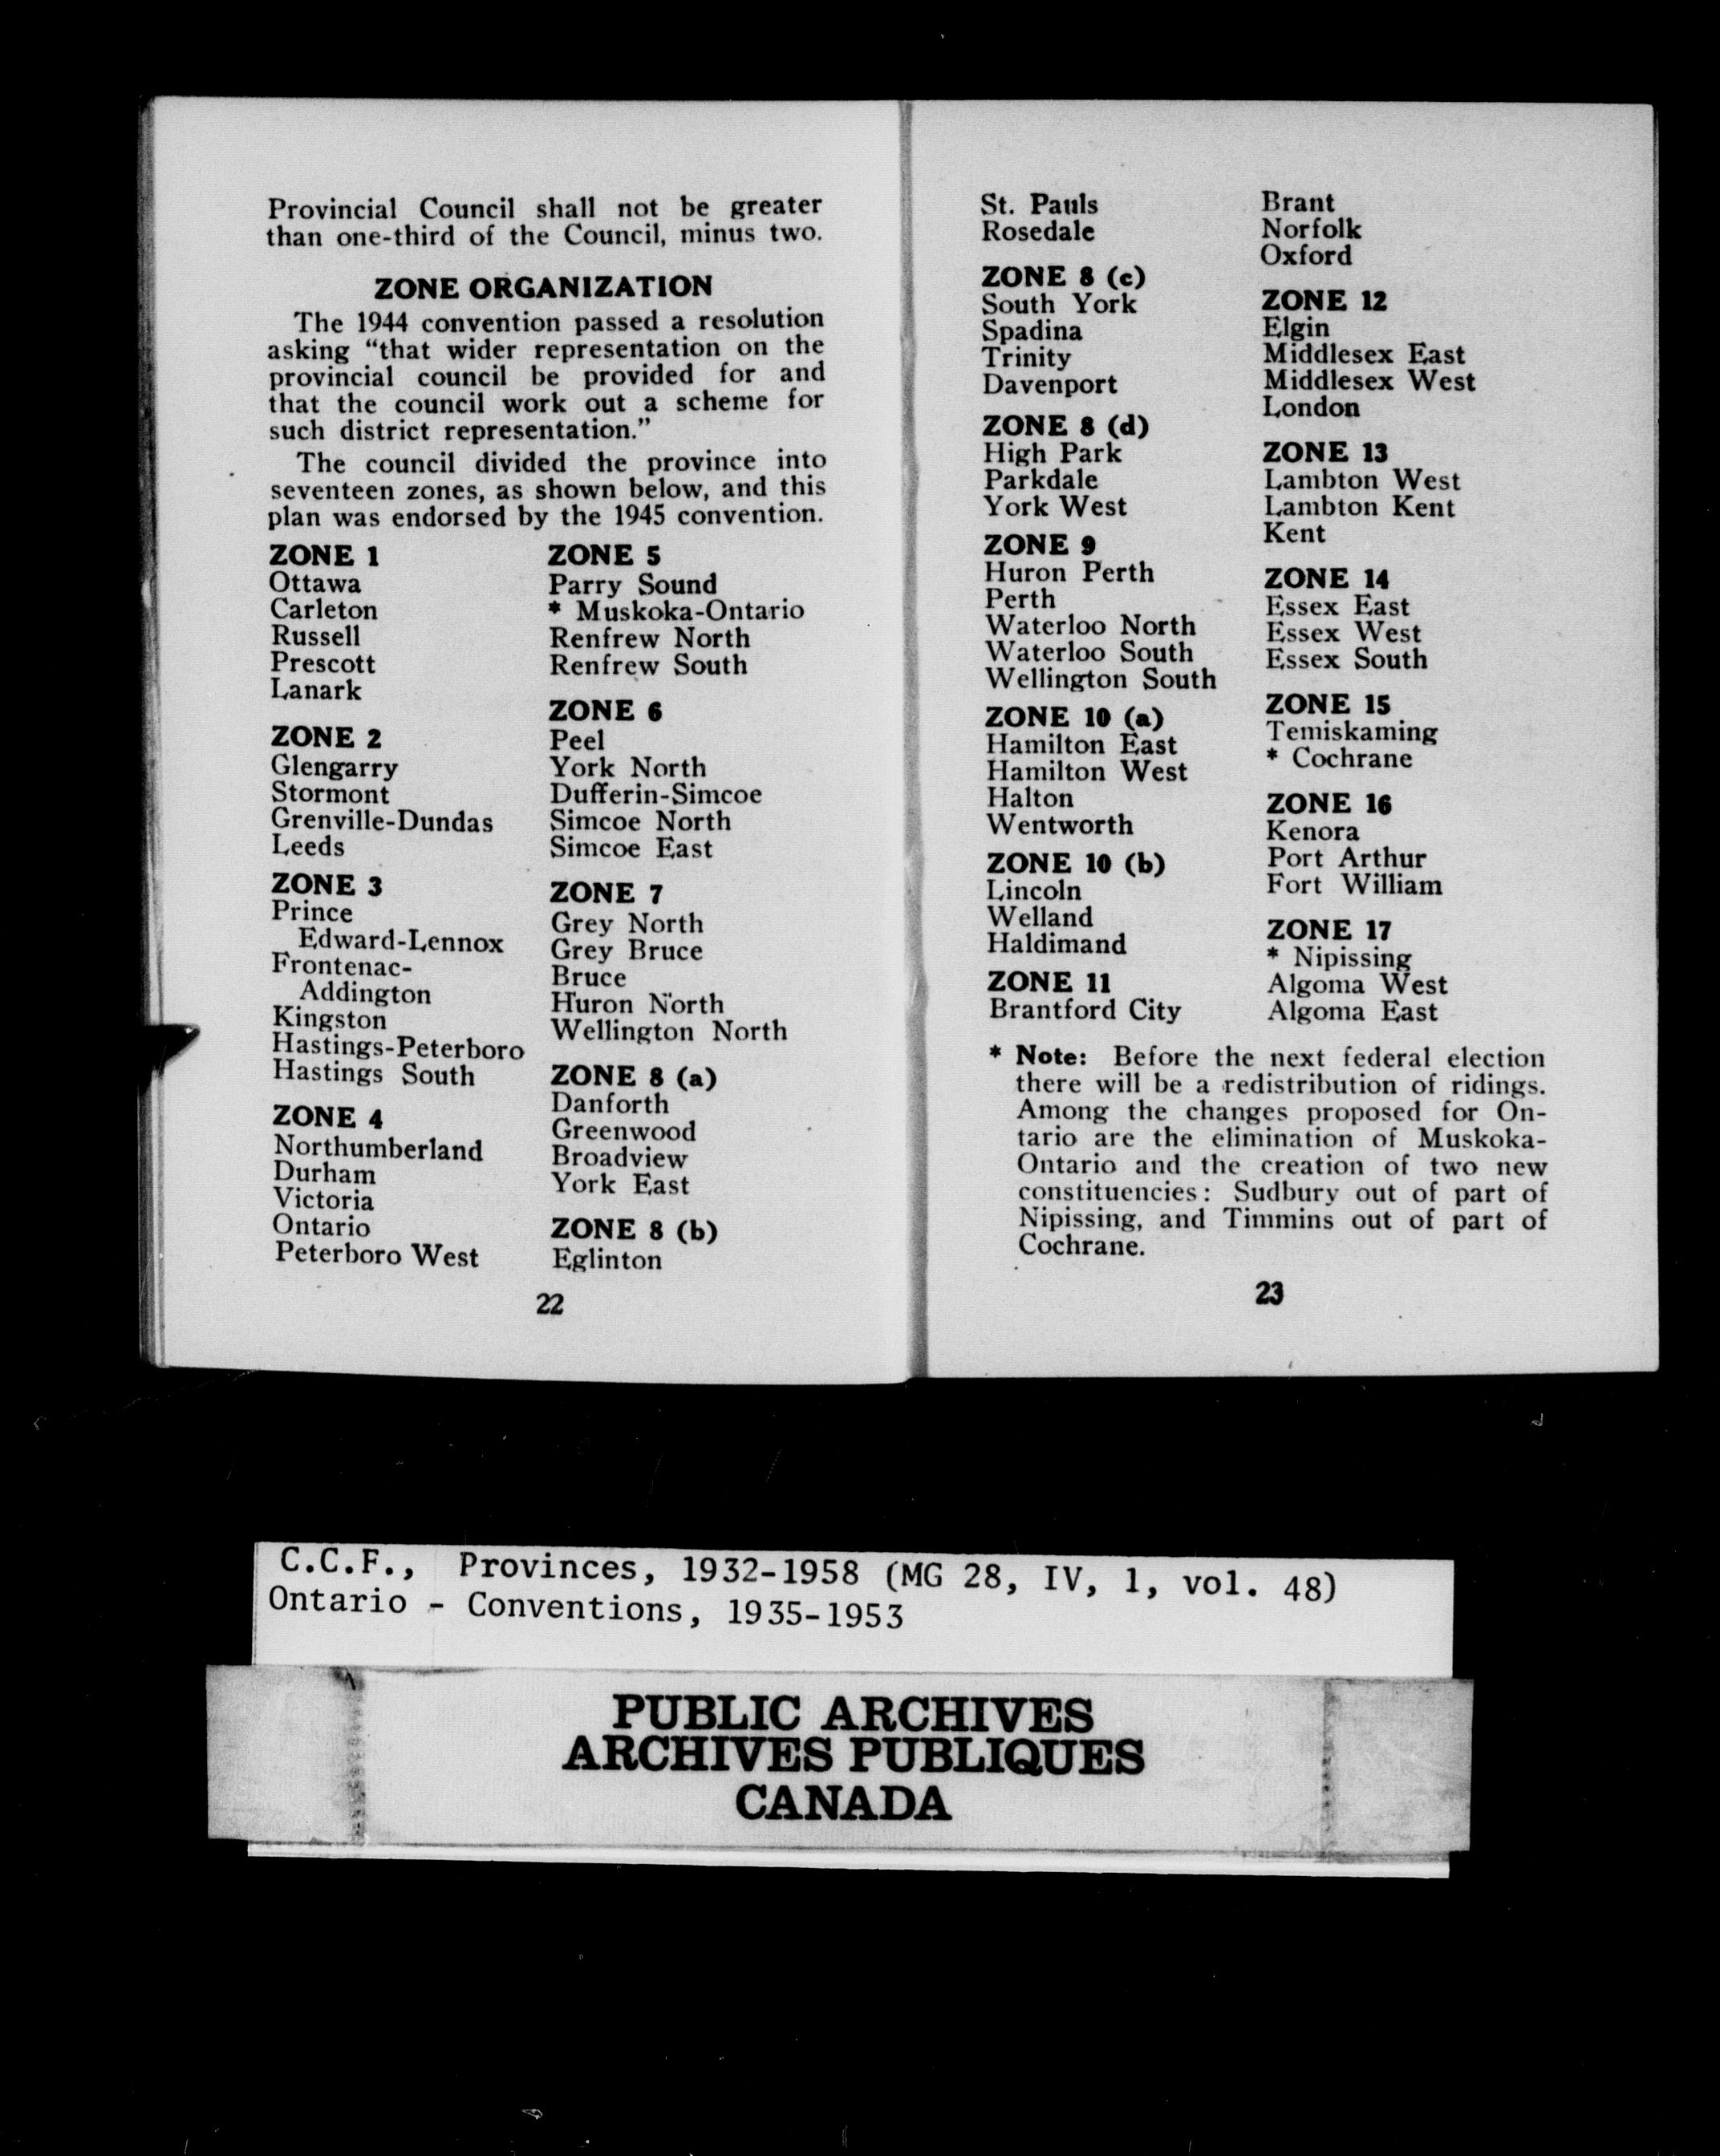 Provincial Council shall not be greater
than one-third of the Council, minus two.
ZONE ORGANIZATION
The 1944 convention passed a resolution
asking "that wider representation on the
provincial council be provided for and
that the council work out a scheme for
such district representation."
The council divided the province into
seventeen zones, as shown below, and this
plan was endorsed by the 1945 convention.
ZONE 1
Ottawa
Carleton
Russell
Prescott
Lanark
ZONE 2
Glengarry
Stormont
Grenville-Dundas
Leeds
ZONE 3
Prince
Edward-Lennox
Frontenac-
Addington
Kingston
Hastings-Peterboro
Hastings South
ZONE 4
Northumberland
Durham
Victoria
Ontario
Peterboro West
ZONE 5
Parry Sound
* Muskoka-Ontario
Renfrew North
Renfrew South
ZONE 6
Peel
York North
Dufferin-Simcoe
Simcoe North
Simcoe East
ZONE 7
Grey North
Grey Bruce
Bruce
Huron North
Wellington North
ZONE 8 (a)
Danforth
Greenwood
Broadview
York East
ZONE 8 (b)
Eglinton
22
St. Pauls
Rosedale
ZONE 8 (c)
South York
Spadina
Trinity
Davenport
ZONE 8 (d)
High Park
Parkdale
York West
ZONE 9
Huron Perth
Perth
Waterloo North
Waterloo South
Wellington South
ZONE 10 (a)
Hamilton East
Hamilton West
Halton
Wentworth
ZONE 10 (b)
Lincoln
Welland
Haldimand
ZONE 11
Brantford City
Brant
Norfolk
Oxford
ZONE 12
Elgin
Middlesex East
Middlesex West
London
ZONE 13
Lambton West
Lambton Kent
Kent
ZONE 14
Essex East
Essex West
Essex South
ZONE 15
Temiskaming
* Cochrane
ZONE 16
Kenora
Port Arthur
Fort William
ZONE 17
* Nipissing
Algoma West
Algoma East
* Note: Before the next federal election
there will be a redistribution of ridings.
Among the changes proposed for On-
tario are the elimination of Muskoka-
Ontario and the creation of two new
constituencies: Sudbury out of part of
Nipissing, and Timmins out of part of
Cochrane.
23
C.C.F., Provinces, 1932-1958 (MG 28, IV, 1, vol. 48)
Ontario - Conventions, 1935-1953
PUBLIC ARCHIVES
ARCHIVES PUBLIQUES
CANADA